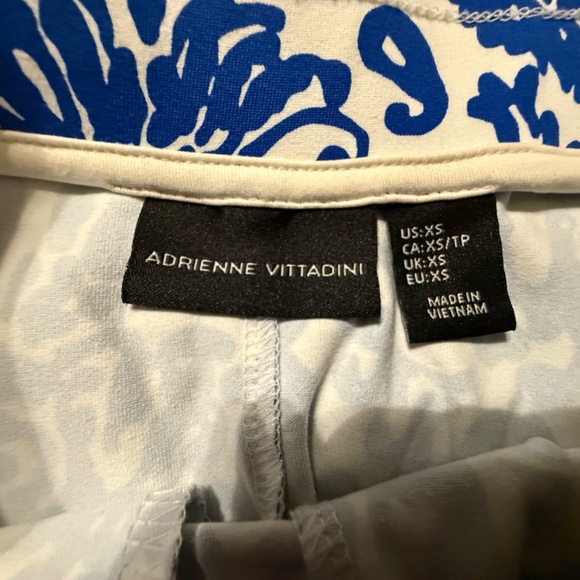 ADRIENNE VITTADINI
US:XS
CA:XS/TP
UK:XS
EU:XS
MADE IN
VIETNAM